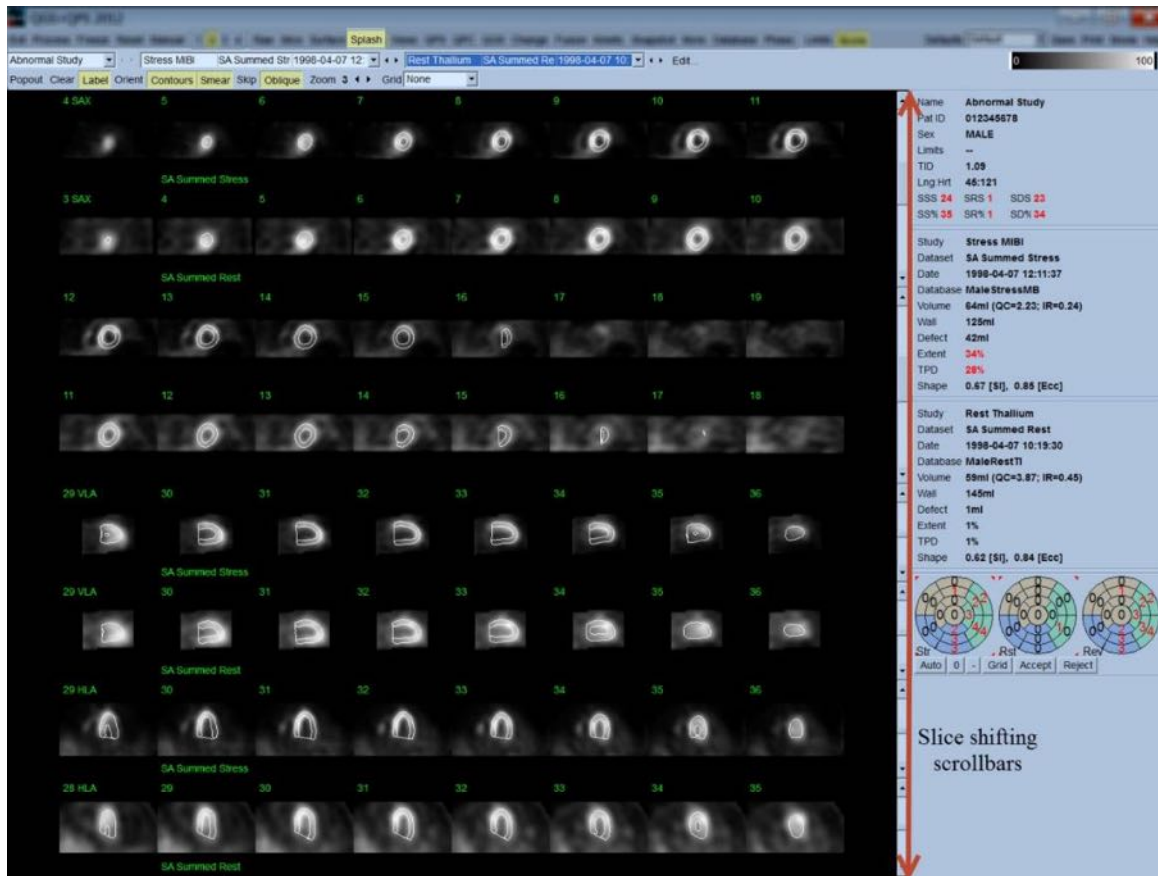 QGS+QPS 2012
Splash
Abnormal Study Stress MIBI SA Summed Str 1998-04-07 12: Rest Thallium SA Summed Re 1998-04-07 10: Edit...
0 100
Popout Clear Label Orient Contours Smear Skip Oblique Zoom 3 Grid None
4 SAX 5 6 7 8 9 10 11
SA Summed Stress
3 SAX 4 5 6 7 8 9 10
SA Summed Rest
12 13 14 15 16 17 18 19
11 12 13 14 15 16 17 18
29 VLA 30 31 32 33 34 35 36
SA Summed Stress
29 VLA 30 31 32 33 34 35 36
SA Summed Rest
29 HLA 30 31 32 33 34 35 36
SA Summed Stress
28 HLA 29 30 31 32 33 34 35
SA Summed Rest
Name Abnormal Study
Pat ID 012345678
Sex MALE
Limits --
TID 1.09
Lng:Hrt 45:121
SSS 24 SRS 1 SDS 23
SS% 35 SR% 1 SD% 34
Study Stress MIBI
Dataset SA Summed Stress
Date 1998-04-07 12:11:37
Database MaleStressMB
Volume 64ml (QC=2.23; IR=0.24)
Wall 125ml
Defect 42ml
Extent 34%
TPD 28%
Shape 0.67 [SI], 0.85 [Ecc]
Study Rest Thallium
Dataset SA Summed Rest
Date 1998-04-07 10:19:30
Database MaleRestTl
Volume 59ml (QC=3.87; IR=0.45)
Wall 145ml
Defect 1ml
Extent 1%
TPD 1%
Shape 0.62 [SI], 0.84 [Ecc]
Str Rst Rev
Auto 0 - Grid Accept Reject
Slice shifting
scrollbars